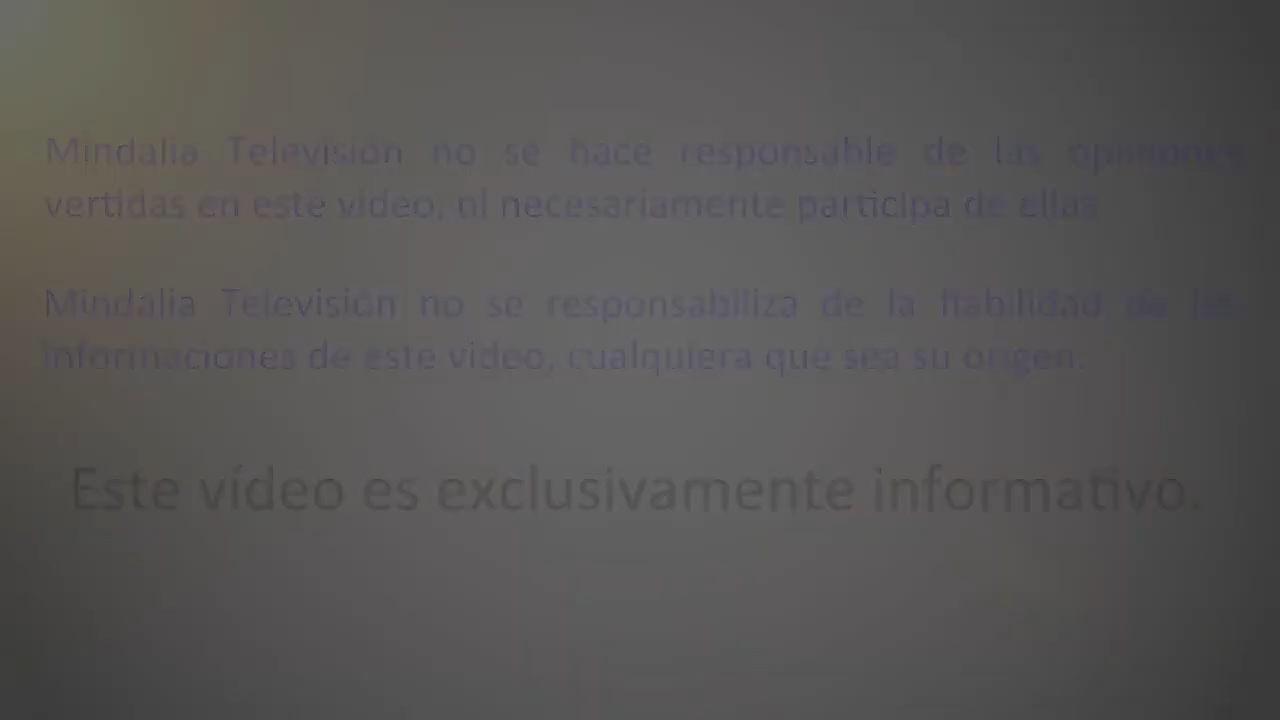 Mindalia Televisión no se hace responsable de las opiniones
vertidas en este video, ni necesariamente participa de ellas
Mindalia Televisión no se responsabiliza de la fiabilidad de las
informaciones de este video, cualquiera que sea su origen.
Este vídeo es exclusivamente informativo.